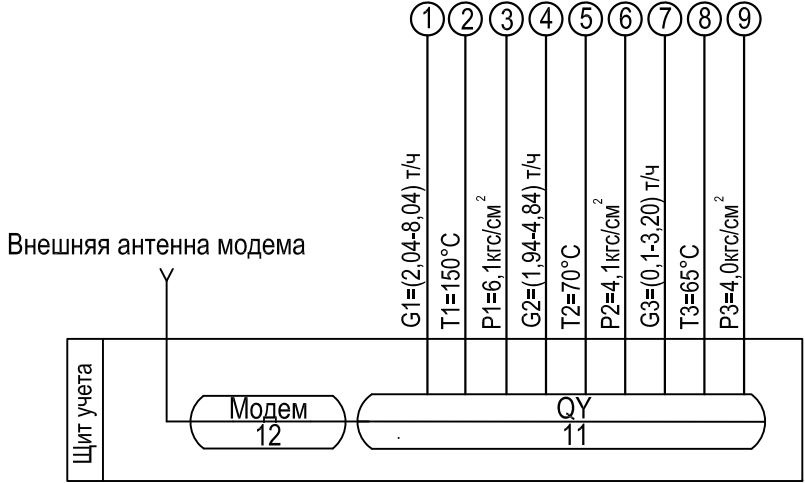 1 2 3 4 5 6 7 8 9
G1=(2,04-8,04) т/ч
T1=150°C
P1=6,1кгс/см²
G2=(1,94-4,84) т/ч
T2=70°C
P2=4,1кгс/см²
G3=(0,1-3,20) т/ч
T3=65°C
P3=4,0кгс/см²
Внешняя антенна модема
Щит учета
Модем
12
QY
11